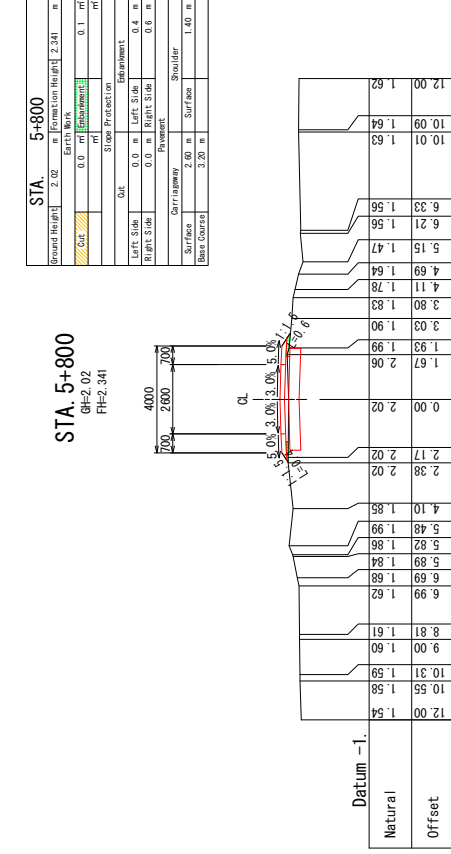 STA. 5+800
GH=2.02
FH=2.341
4000
700 2600 700
CL
5.0% 3.0% 3.0% 5.0%
1:1.5 1:1.5
L=0.6
STA. 5+800
Ground Height 2.02 m Formation Height 2.341 m
Earth Work
Cut 0.0 ㎡ Embankment 0.1 ㎡
㎡ ㎡
Slope Protection
Cut Embankment
Left Side 0.0 m Left Side 0.4 m
Right Side 0.0 m Right Side 0.6 m
Pavement
Carriageway Shoulder
Surface 2.60 m Surface 1.40 m
Base Course 3.20 m
Datum -1.
Natural 1.54 1.58 1.59 1.60 1.61 1.62 1.68 1.84 1.86 1.99 1.85 2.02 2.02 2.02 2.06 1.99 1.90 1.83 1.78 1.64 1.47 1.56 1.56 1.63 1.64 1.62
Offset 12.00 10.55 10.31 9.00 8.81 6.99 6.69 5.89 5.82 5.48 4.10 2.38 2.17 0.00 1.67 1.93 3.03 3.80 4.11 4.69 5.15 6.21 6.33 10.01 10.09 12.00